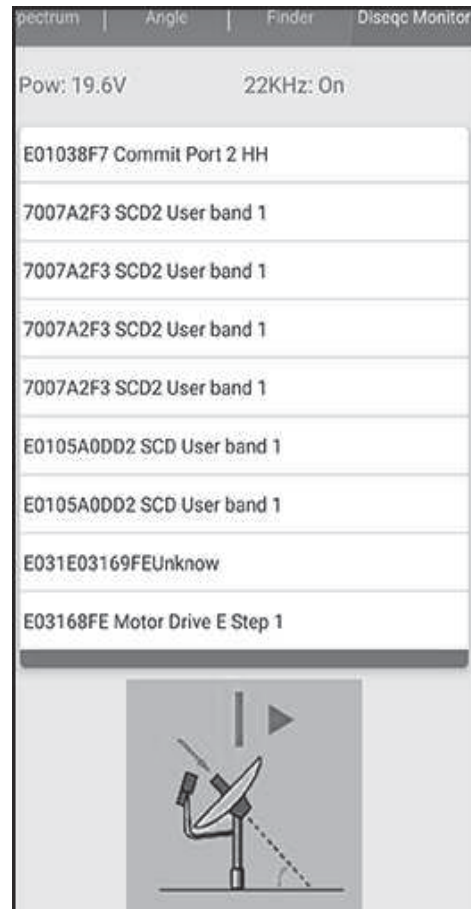 pectrum | Angle | Finder Diseqc Monitor
Pow: 19.6V 22KHz: On
E01038F7 Commit Port 2 HH
7007A2F3 SCD2 User band 1
7007A2F3 SCD2 User band 1
7007A2F3 SCD2 User band 1
7007A2F3 SCD2 User band 1
E0105A0DD2 SCD User band 1
E0105A0DD2 SCD User band 1
E031E03169FEUnknow
E03168FE Motor Drive E Step 1